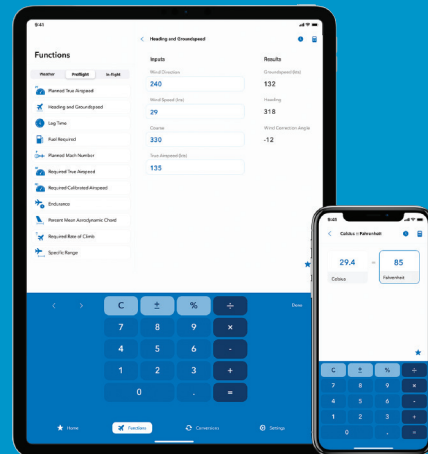 9:41
Functions
Weather Preflight In-Flight
Planned True Airspeed
Heading and Groundspeed
Leg Time
Fuel Required
Planned Mach Number
Required True Airspeed
Required Calibrated Airspeed
Endurance
Percent Mean Aerodynamic Chord
Required Rate of Climb
Specific Range
Heading and Groundspeed
Inputs
Wind Direction
240
Wind Speed (kts)
29
Course
330
True Airspeed (kts)
135
Results
Groundspeed (kts)
132
Heading
318
Wind Correction Angle
-12
Done
C ± % ÷
7 8 9 ×
4 5 6 -
1 2 3 +
0 . =
Home Functions Conversions Settings
9:41
Celsius > Fahrenheit
29.4 = 85
Celsius Fahrenheit
C ± % ÷
7 8 9 ×
4 5 6 -
1 2 3 +
0 . =